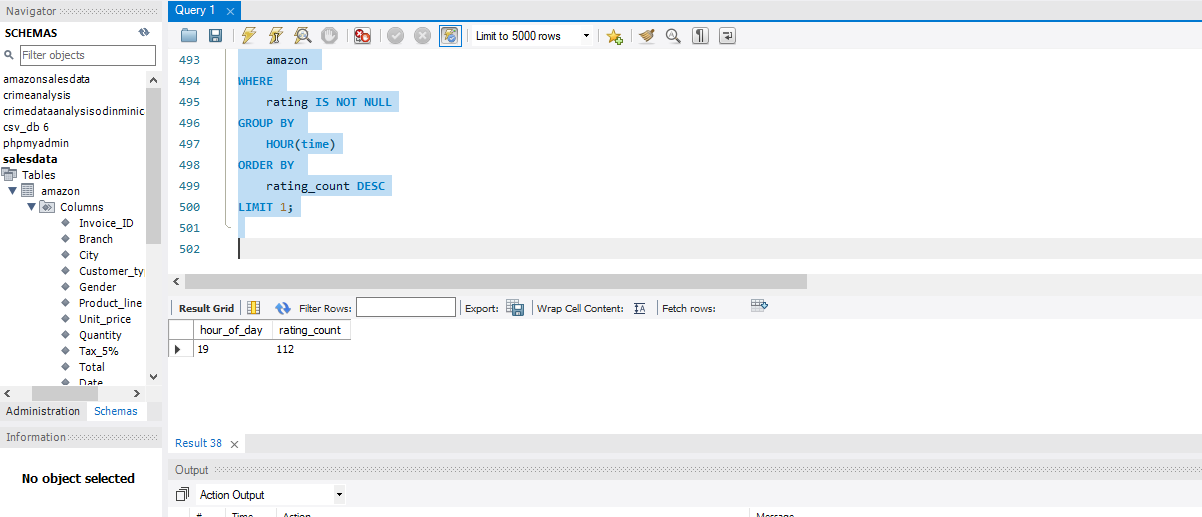 Navigator
Query 1
SCHEMAS
Filter objects
Limit to 5000 rows
amazonsalesdata
crimeanalysis
crimedataanalysisodinminic
csv_db 6
phpmyadmin
salesdata
Tables
amazon
Columns
Invoice_ID
Branch
City
Customer_ty
Gender
Product_line
Unit_price
Quantity
Tax_5%
Total
Date
Administration Schemas
Information
No object selected
493 amazon
494 WHERE
495 rating IS NOT NULL
496 GROUP BY
497 HOUR(time)
498 ORDER BY
499 rating_count DESC
500 LIMIT 1;
501
502
Result Grid Filter Rows: Export: Wrap Cell Content: Fetch rows:
hour_of_day rating_count
19 112
Result 38
Output
Action Output
# Time Action Message